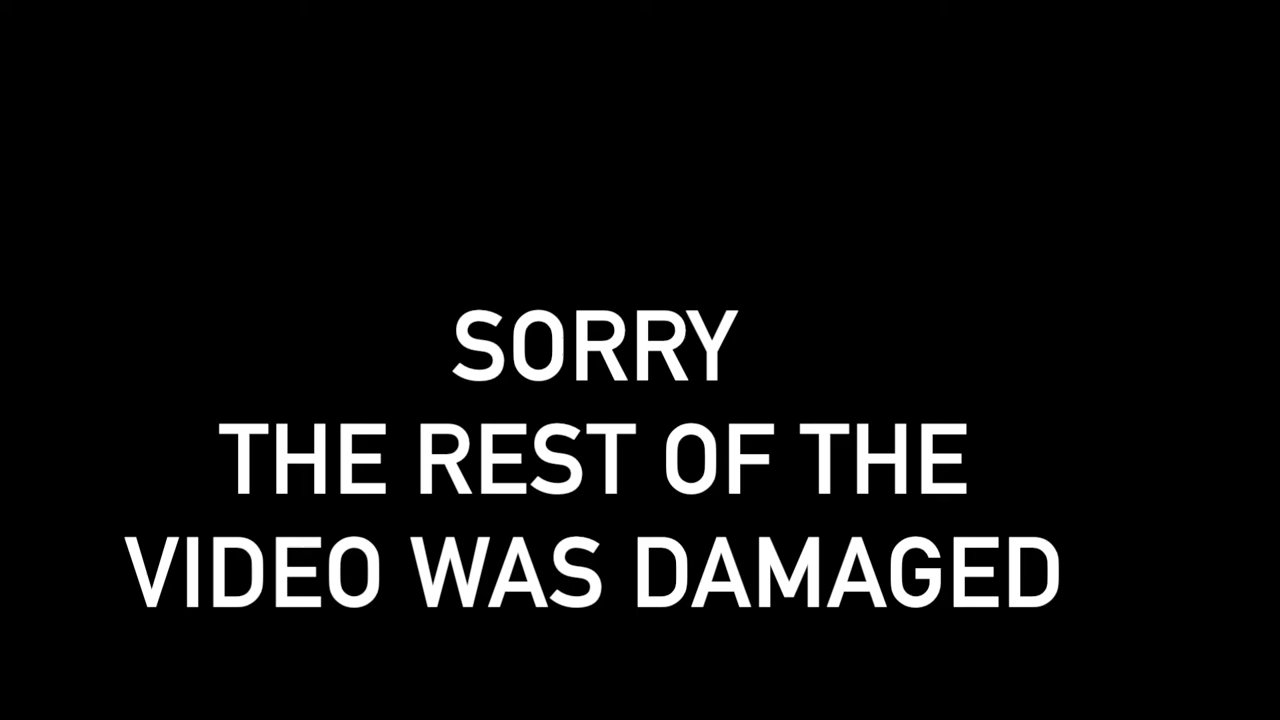 SORRY
THE REST OF THE
VIDEO WAS DAMAGED